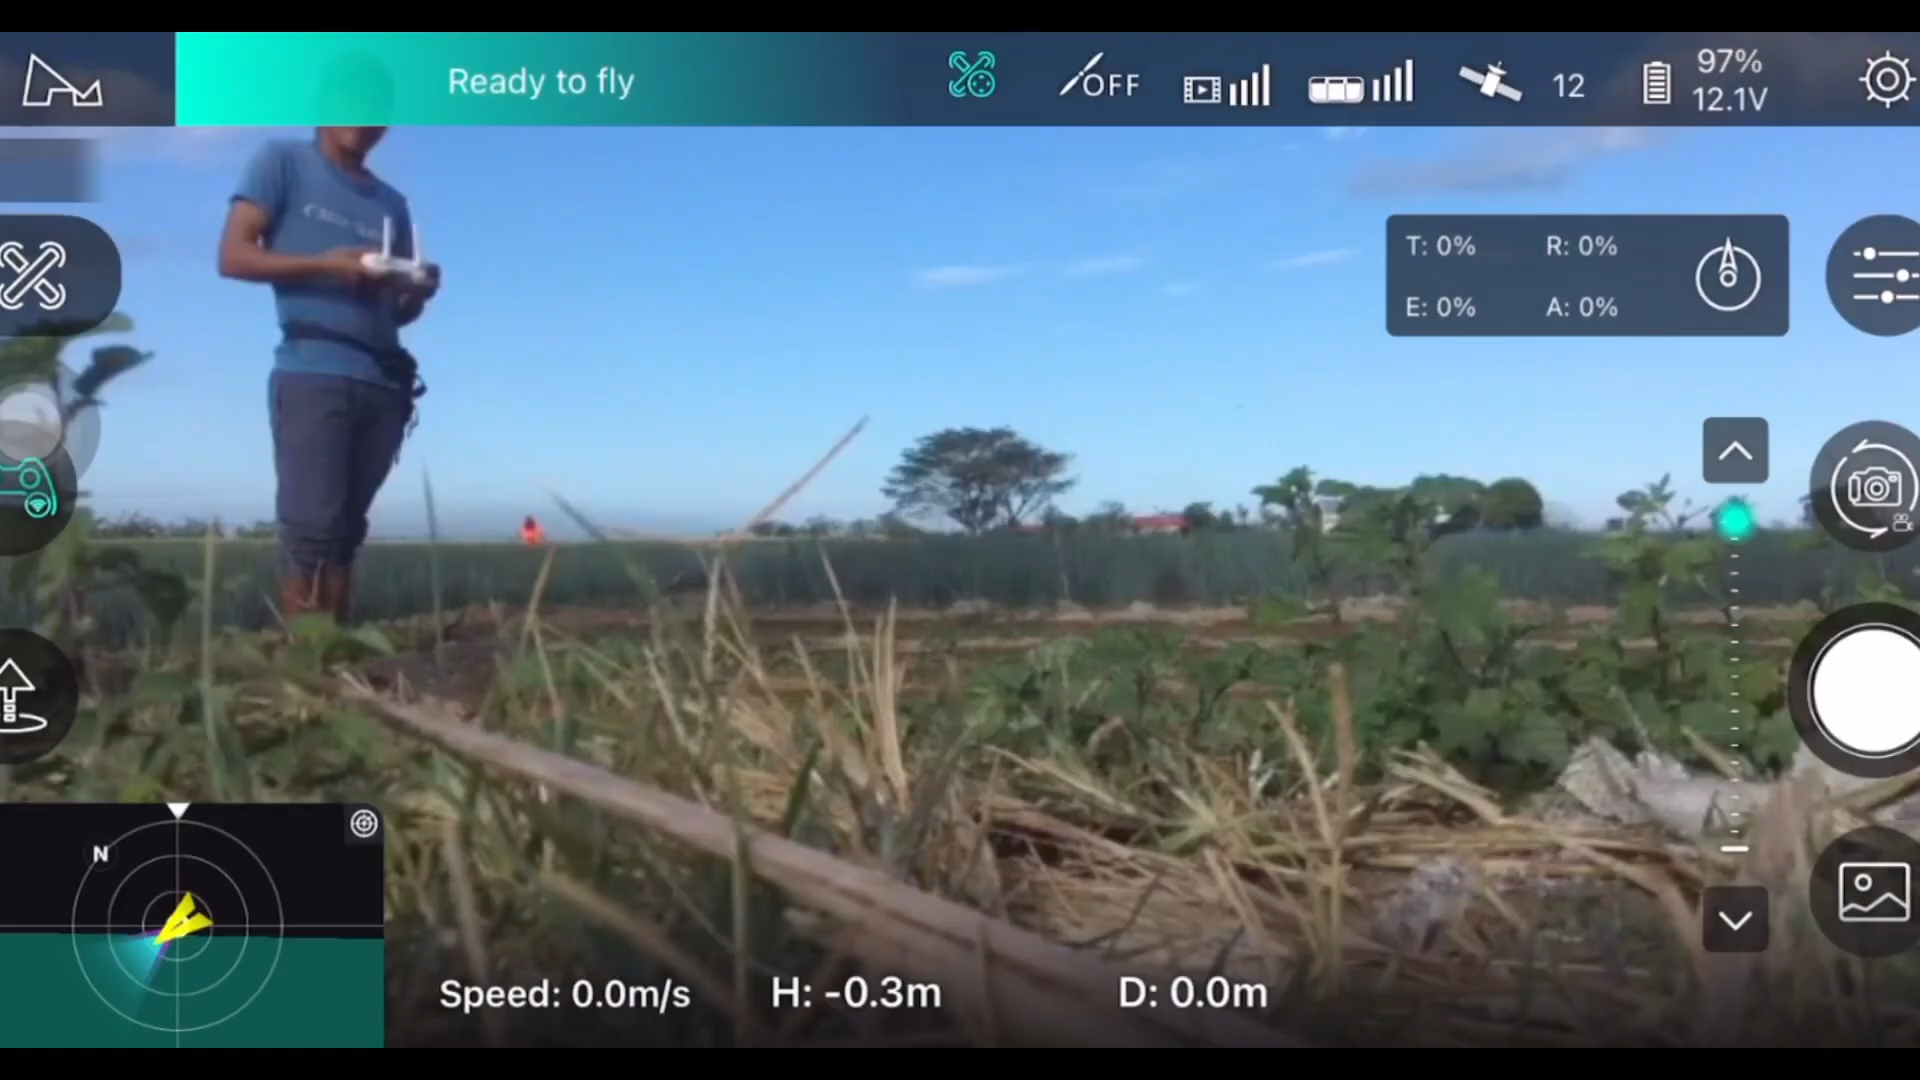 Ready to fly
OFF
12
97%
12.1V
T: 0%
R: 0%
E: 0%
A: 0%
N
Speed: 0.0m/s
H: -0.3m
D: 0.0m